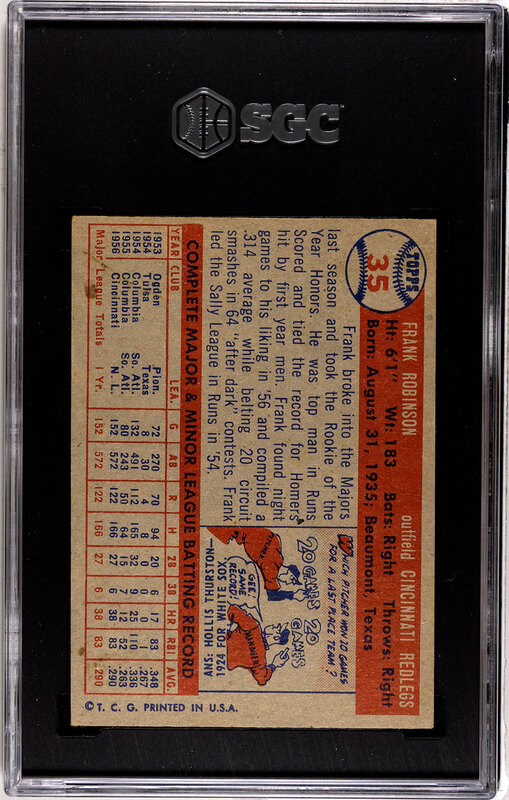 SGC
TOPPS
35
FRANK ROBINSON outfield CINCINNATI REDLEGS
Ht: 6'1" Wt: 183 Bats: Right Throws: Right
Born: August 31, 1935; Beaumont, Texas
Frank broke into the Majors
last season and took the Rookie of the
Year Honors. He was top man in Runs
Scored and tied the record for Homers
hit by first year men. Frank found night
games to his liking in '56 and compiled a
.314 average while belting 20 circuit
smashes in 64 "after dark" contests. Frank
led the Sally League in Runs in '54.
WHICH PITCHER WON 20 GAMES
FOR A LAST PLACE TEAM?
20 GAMES
20 GAMES
GEE,
SAME
RECORD!
MANAGER
ANS: HOLLIS THURSTON
1924 FOR WHITE SOX
COMPLETE MAJOR & MINOR LEAGUE BATTING RECORD
YEAR CLUB LEA. G AB R H 2B 3B HR RBI AVG.
1953 Ogden Pion. 72 270 70 94 20 6 17 83 .348
1954 Tulsa Texas 8 30 4 8 0 0 0 1 .267
1954 Columbia So. Atl. 132 491 112 165 32 9 25 110 .336
1955 Columbia So. Atl. 80 243 50 64 15 7 12 52 .263
1956 Cincinnati N. L. 152 572 122 166 27 6 38 83 .290
Major League Totals 1 Yr. 152 572 122 166 27 6 38 83 .290
© T. C. G. PRINTED IN U.S.A.